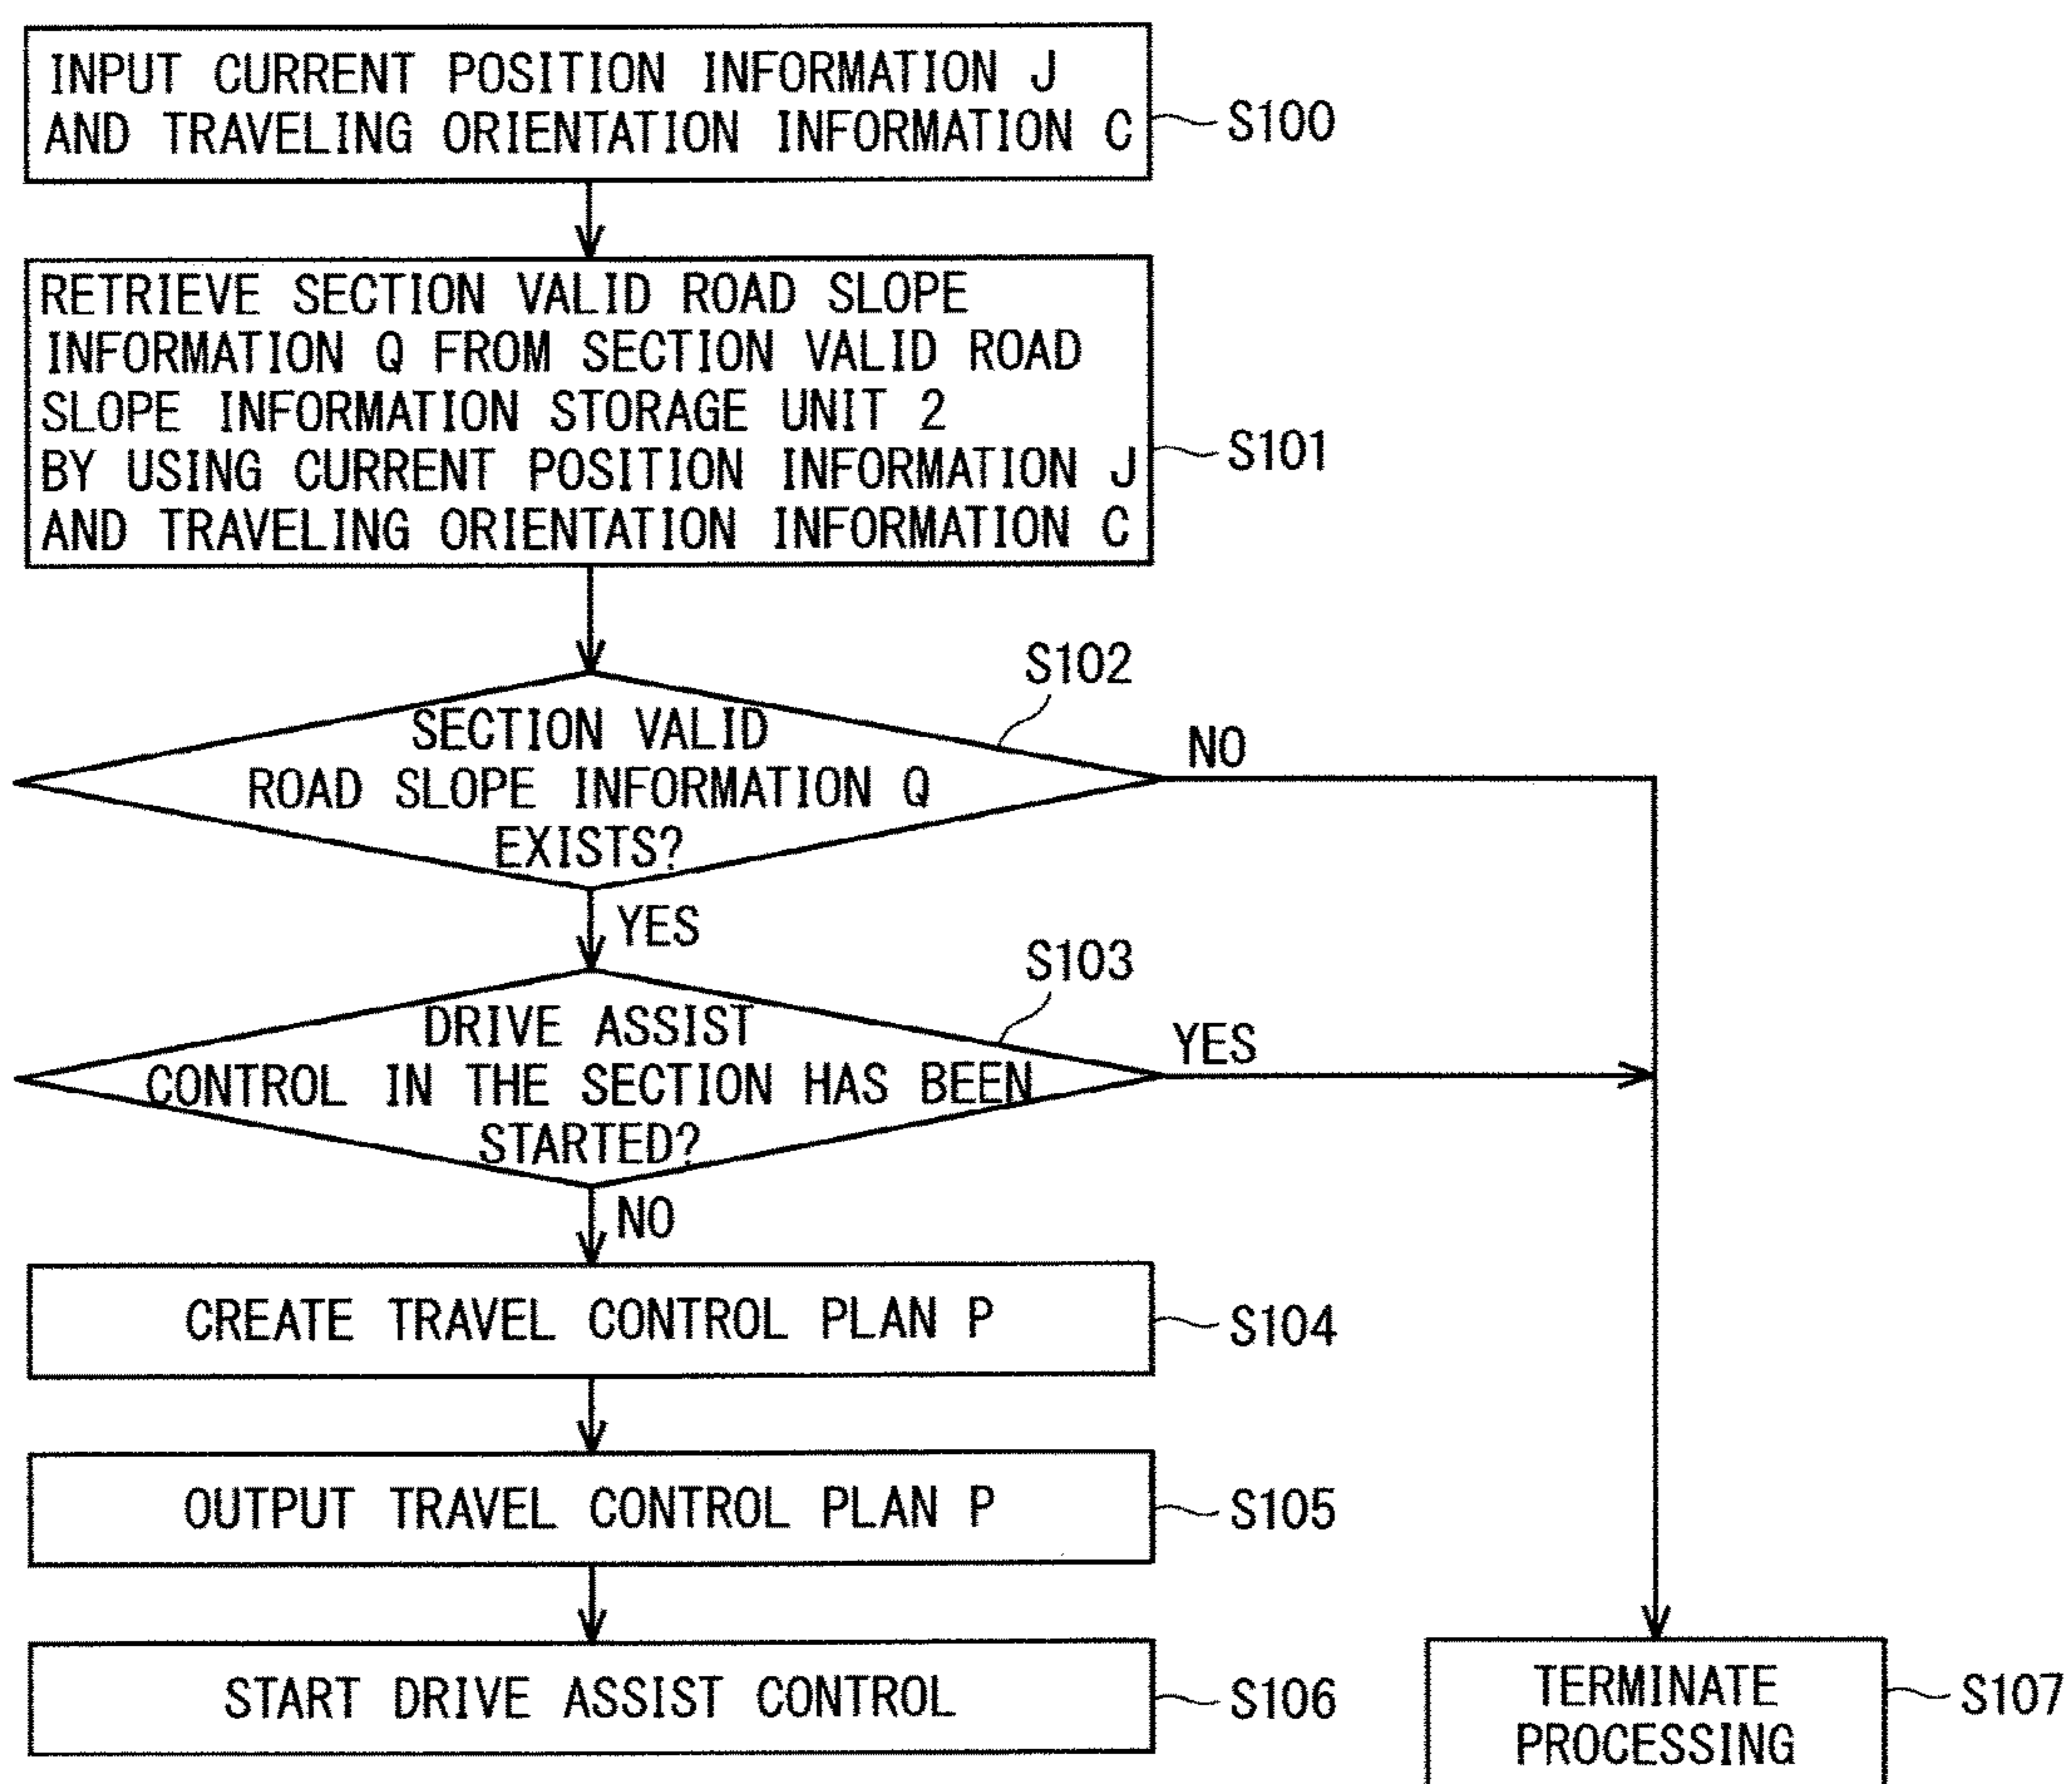 INPUT CURRENT POSITION INFORMATION J
AND TRAVELING ORIENTATION INFORMATION C
S100
RETRIEVE SECTION VALID ROAD SLOPE
INFORMATION Q FROM SECTION VALID ROAD
SLOPE INFORMATION STORAGE UNIT 2
BY USING CURRENT POSITION INFORMATION J
AND TRAVELING ORIENTATION INFORMATION C
S101
S102
SECTION VALID
ROAD SLOPE INFORMATION Q
EXISTS?
NO
YES
S103
DRIVE ASSIST
CONTROL IN THE SECTION HAS BEEN
STARTED?
YES
NO
CREATE TRAVEL CONTROL PLAN P
S104
OUTPUT TRAVEL CONTROL PLAN P
S105
START DRIVE ASSIST CONTROL
S106
TERMINATE
PROCESSING
S107